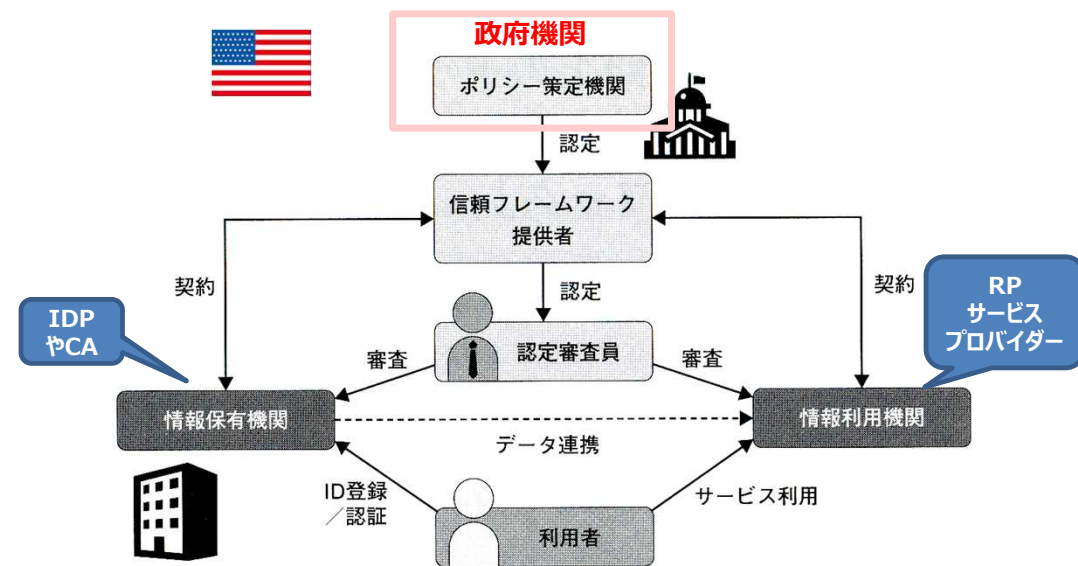 政府機関
ポリシー策定機関
認定
信頼フレームワーク
提供者
契約
契約
認定
IDP
やCA
RP
サービス
プロバイダー
認定審査員
審査
審査
情報保有機関
情報利用機関
データ連携
ID登録
／認証
サービス利用
利用者